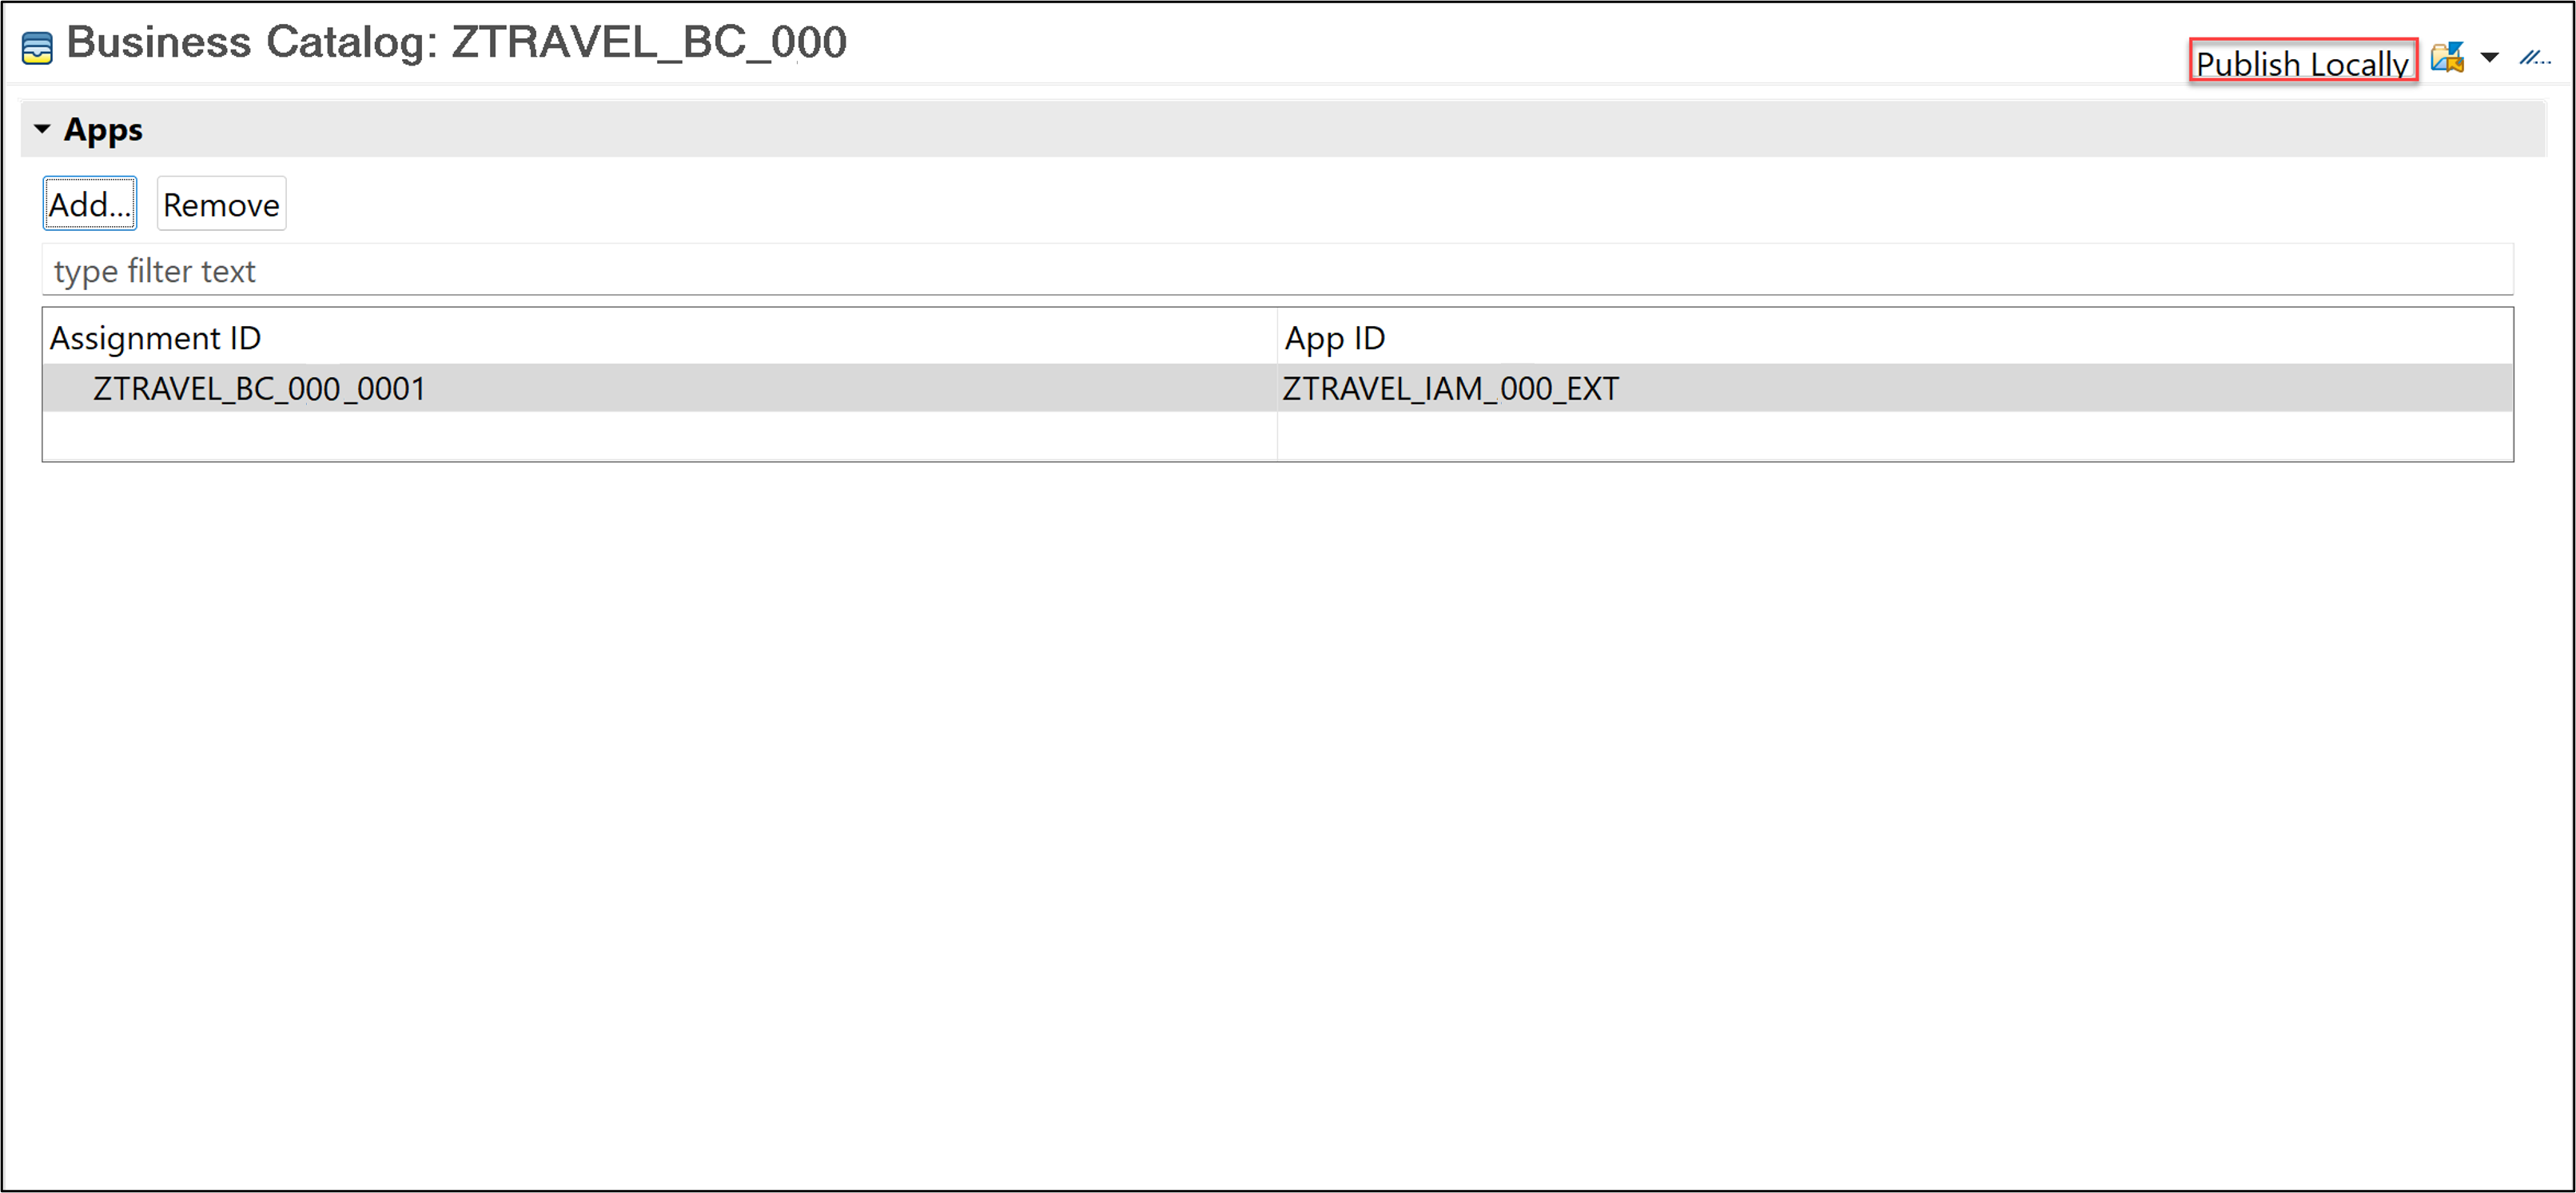 Business Catalog: ZTRAVEL_BC_000
Publish Locally
Apps
Add...
Remove
type filter text
Assignment ID
App ID
ZTRAVEL_BC_000_0001
ZTRAVEL_IAM_000_EXT